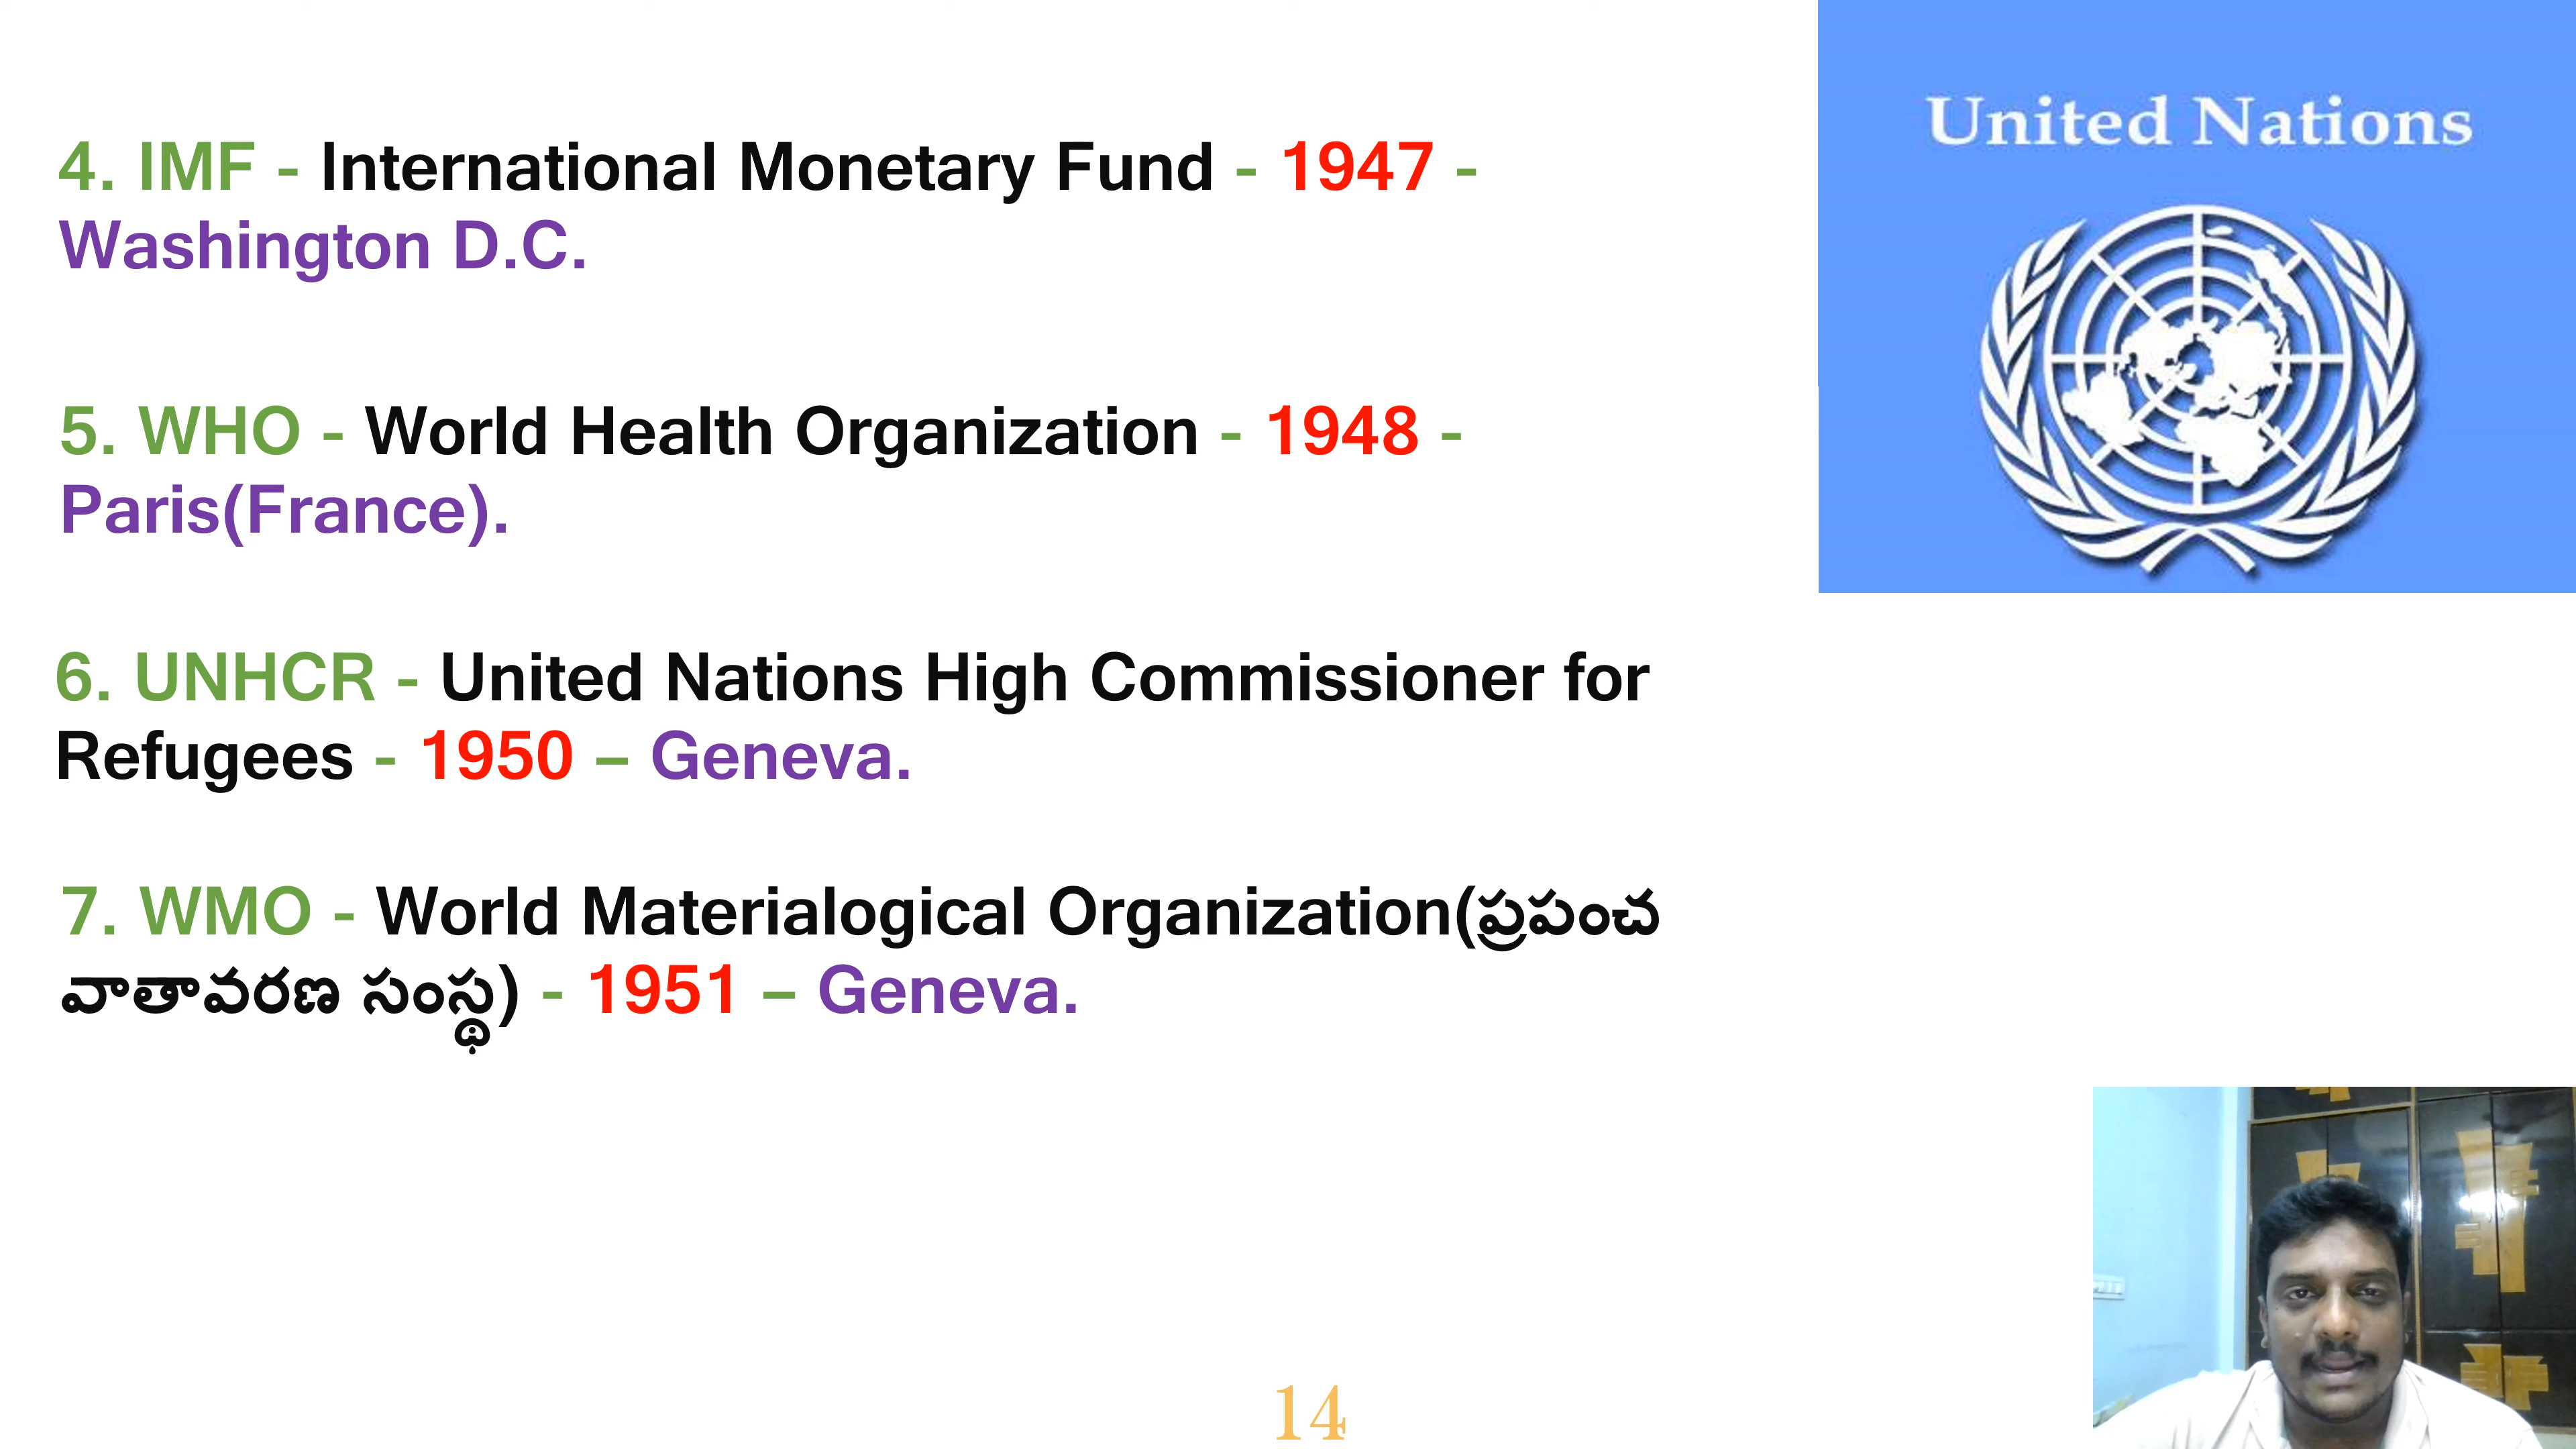 4. IMF - International Monetary Fund - 1947 -
Washington D.C.
5. WHO - World Health Organization - 1948 -
Paris(France).
6. UNHCR - United Nations High Commissioner for
Refugees - 1950 – Geneva.
7. WMO - World Materialogical Organization(ప్రపంచ
వాతావరణ సంస్థ) - 1951 – Geneva.
United Nations
14